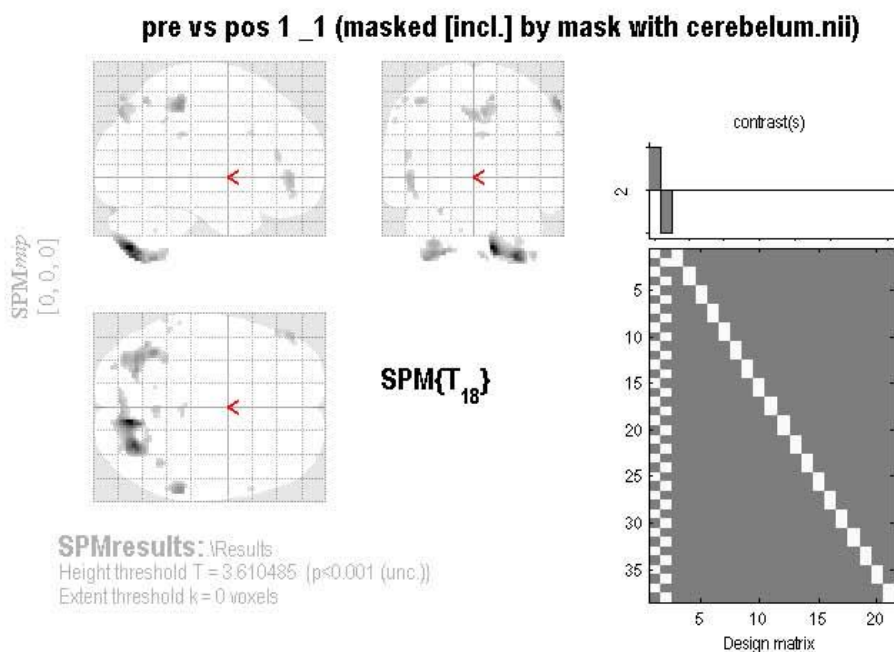 pre vs pos 1 _1 (masked [incl.] by mask with cerebelum.nii)
SPMmip
[0, 0, 0]
SPM{T18}
contrast(s)
2
5
10
15
20
25
30
35
5 10 15 20
Design matrix
SPMresults: .\Results
Height threshold T = 3.610485 (p<0.001 (unc.))
Extent threshold k = 0 voxels